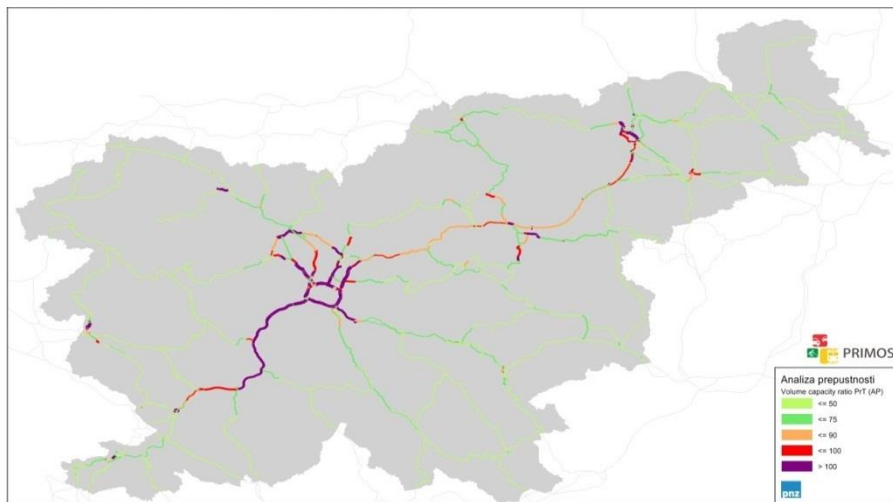 PRIMOS
Analiza prepustnosti
Volume capacity ratio PrT (AP)
<= 50
<= 75
<= 90
<= 100
> 100
pnz